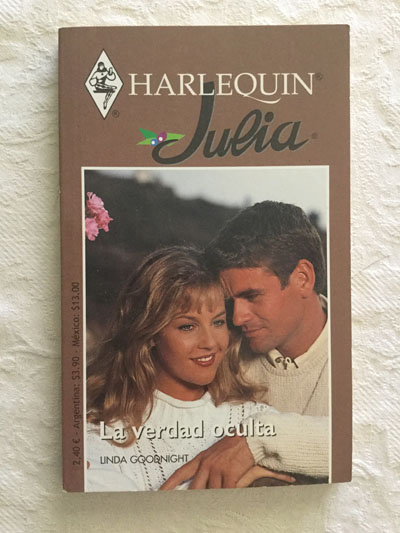 HARLEQUIN®
Julia®
®
2,40 € - Argentina: $3,90 - México: $13,00
La verdad oculta
LINDA GOODNIGHT